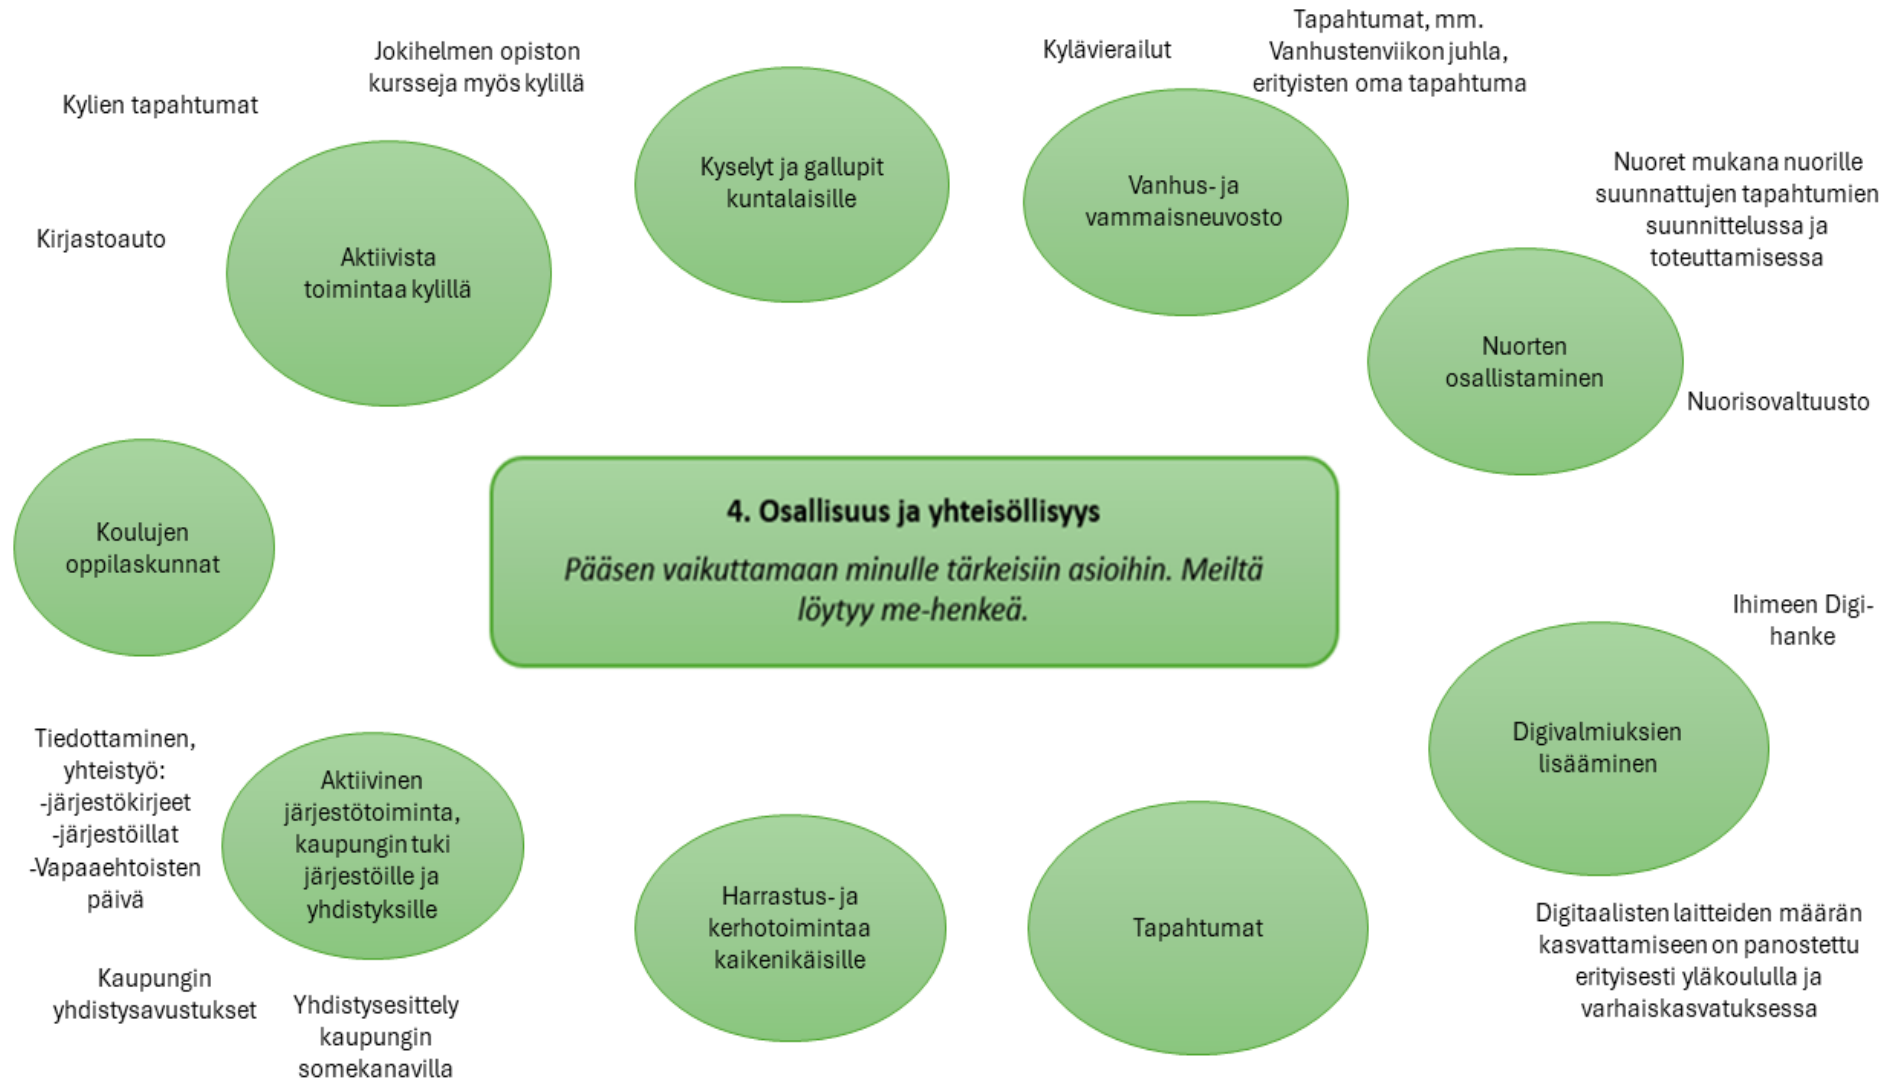 Jokihelmen opiston
kursseja myös kylillä
Kylien tapahtumat
Kirjastoauto
Aktiivista
toimintaa kylillä
Kyselyt ja gallupit
kuntalaisille
Kylävierailut
Tapahtumat, mm.
Vanhustenviikon juhla,
erityisten oma tapahtuma
Vanhus- ja
vammaisneuvosto
Nuoret mukana nuorille
suunnattujen tapahtumien
suunnittelussa ja
toteuttamisessa
Nuorten
osallistaminen
Nuorisovaltuusto
Koulujen
oppilaskunnat
4. Osallisuus ja yhteisöllisyys
Pääsen vaikuttamaan minulle tärkeisiin asioihin. Meiltä
löytyy me-henkeä.
Ihimeen Digi-
hanke
Digivalmiuksien
lisääminen
Digitaalisten laitteiden määrän
kasvattamiseen on panostettu
erityisesti yläkoululla ja
varhaiskasvatuksessa
Tiedottaminen,
yhteistyö:
-järjestökirjeet
-järjestöillat
-Vapaaehtoisten
päivä
Aktiivinen
järjestötoiminta,
kaupungin tuki
järjestöille ja
yhdistyksille
Kaupungin
yhdistysavustukset
Yhdistysesittely
kaupungin
somekanavilla
Harrastus- ja
kerhotoimintaa
kaikenikäisille
Tapahtumat